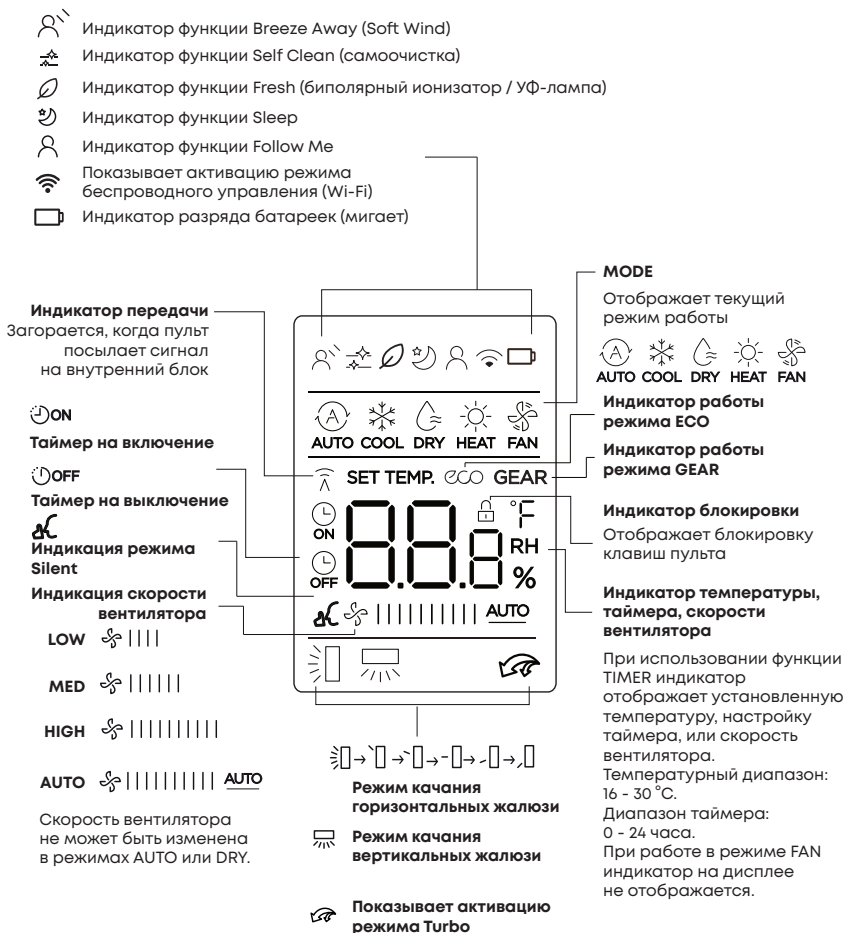 Индикатор функции Breeze Away (Soft Wind)
Индикатор функции Self Clean (самоочистка)
Индикатор функции Fresh (биполярный ионизатор / УФ-лампа)
Индикатор функции Sleep
Индикатор функции Follow Me
Показывает активацию режима
беспроводного управления (Wi-Fi)
Индикатор разряда батареек (мигает)
Индикатор передачи
Загорается, когда пульт
посылает сигнал
на внутренний блок
ON
Таймер на включение
OFF
Таймер на выключение
Индикация режима
Silent
Индикация скорости
вентилятора
LOW
MED
HIGH
AUTO AUTO
Скорость вентилятора
не может быть изменена
в режимах AUTO или DRY.
AUTO COOL DRY HEAT FAN
SET TEMP. eco GEAR
ON
88.8 °F
OFF
RH
%
AUTO
Режим качания
горизонтальных жалюзи
Режим качания
вертикальных жалюзи
Показывает активацию
режима Turbo
MODE
Отображает текущий
режим работы
AUTO COOL DRY HEAT FAN
Индикатор работы
режима ECO
Индикатор работы
режима GEAR
Индикатор блокировки
Отображает блокировку
клавиш пульта
Индикатор температуры,
таймера, скорости
вентилятора
При использовании функции
TIMER индикатор
отображает установленную
температуру, настройку
таймера, или скорость
вентилятора.
Температурный диапазон:
16 - 30 °C.
Диапазон таймера:
0 - 24 часа.
При работе в режиме FAN
индикатор на дисплее
не отображается.